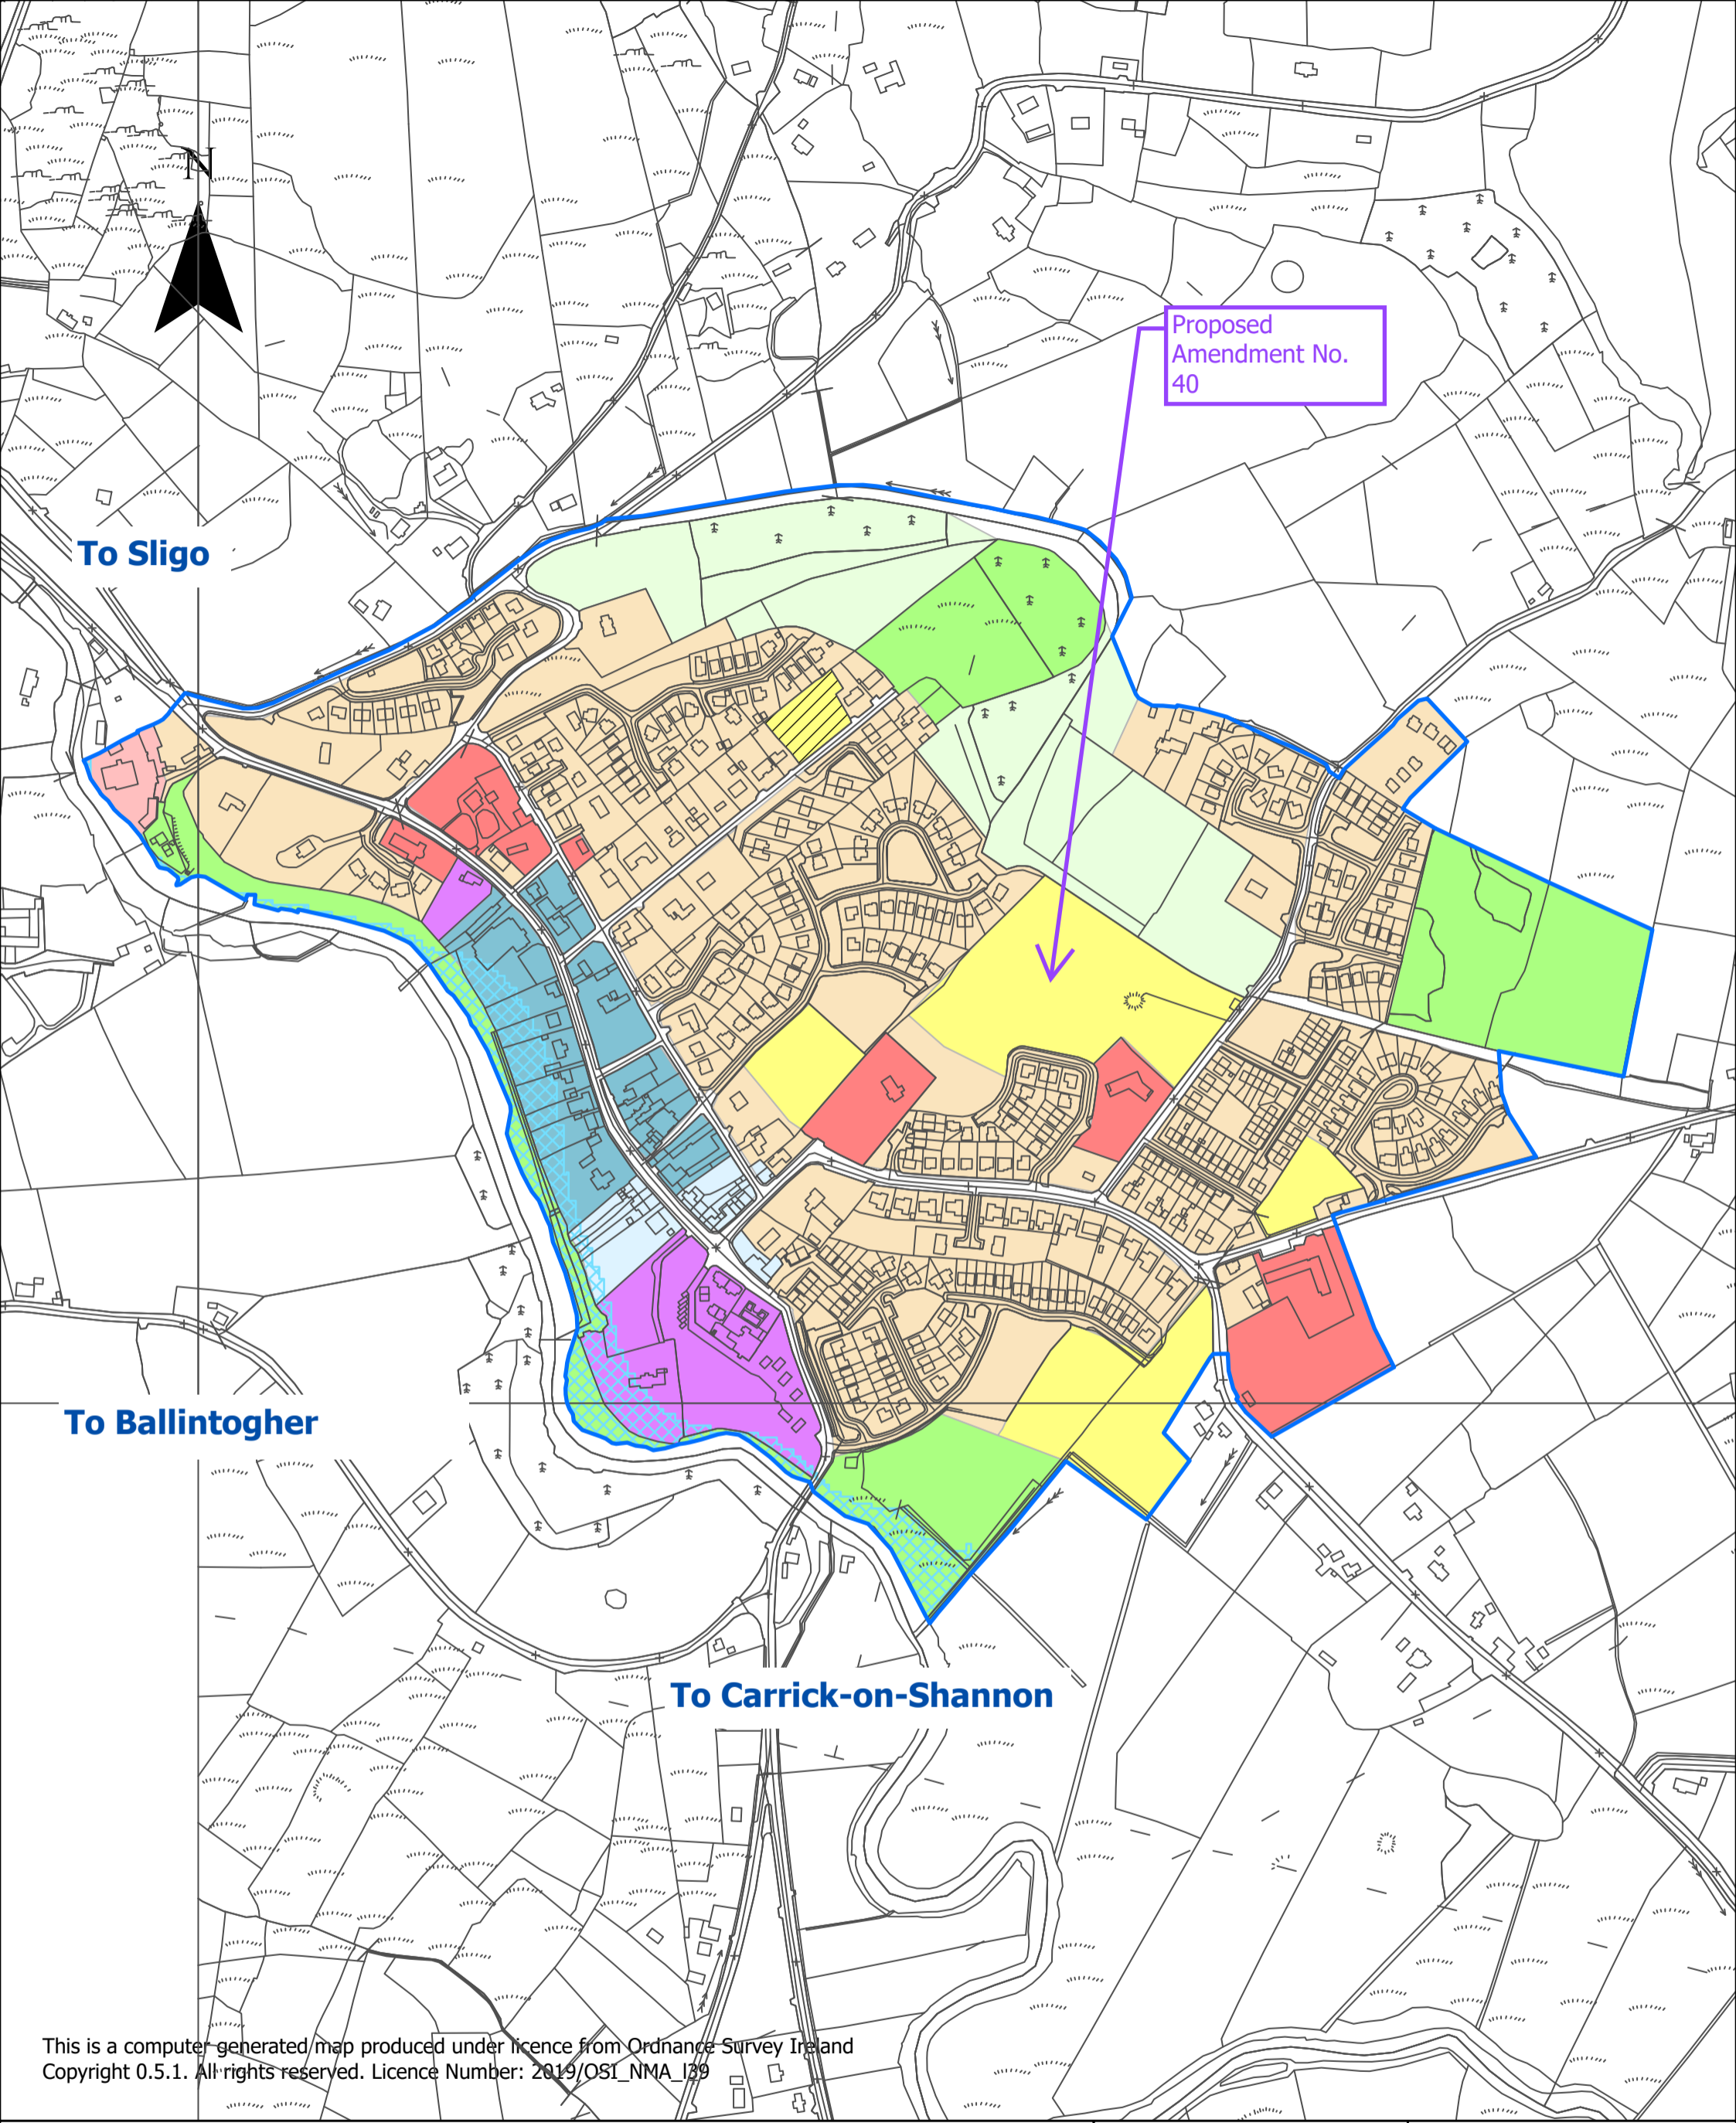 N
Proposed
Amendment No.
40
To Sligo
To Ballintogher
To Carrick-on-Shannon
This is a computer generated map produced under licence from Ordnance Survey Ireland
Copyright 0.5.1. All rights reserved. Licence Number: 2019/OSI_NMA_l39